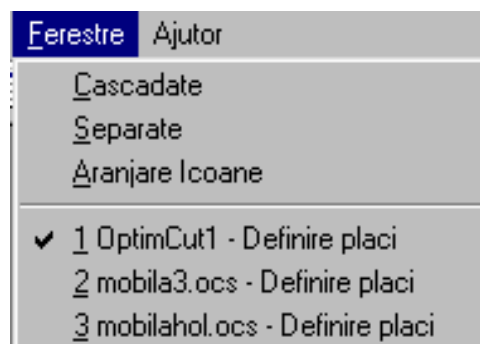 Ferestre Ajutor
Cascadate
Separate
Aranjare Icoane
1 OptimCut1 - Definire placi
2 mobila3.ocs - Definire placi
3 mobilahol.ocs - Definire placi